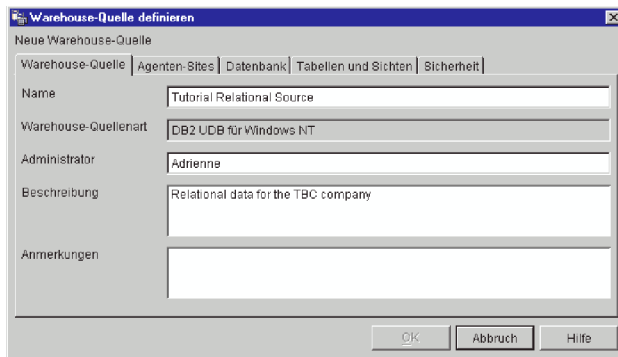 Warehouse-Quelle definieren
Neue Warehouse-Quelle
Warehouse-Quelle Agenten-Sites Datenbank Tabellen und Sichten Sicherheit
Name Tutorial Relational Source
Warehouse-Quellenart DB2 UDB für Windows NT
Administrator Adrienne
Beschreibung Relational data for the TBC company
Anmerkungen
OK Abbruch Hilfe